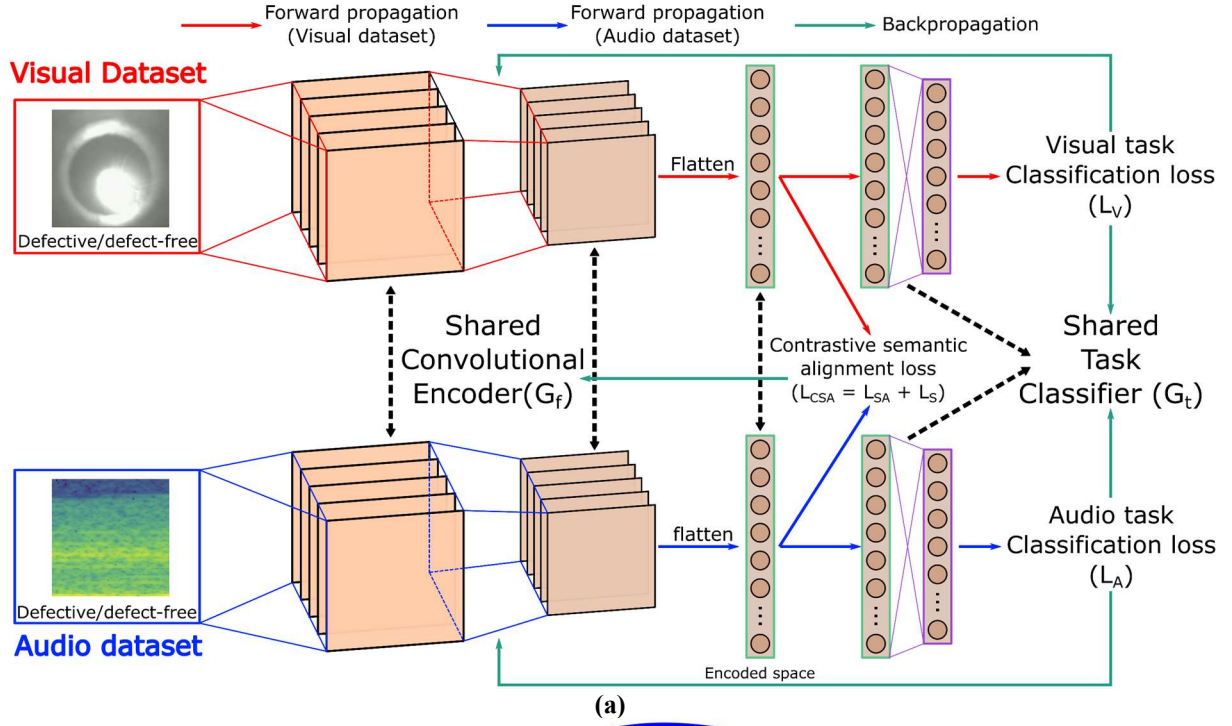 Forward propagation
(Visual dataset)
Forward propagation
(Audio dataset)
Backpropagation
Visual Dataset
Defective/defect-free
Flatten
Visual task
Classification loss
(L_V)
Shared
Convolutional
Encoder(G_f)
Contrastive semantic
alignment loss
(L_CSA = L_SA + L_S)
Shared
Task
Classifier (G_t)
Defective/defect-free
Audio dataset
flatten
Audio task
Classification loss
(L_A)
Encoded space
(a)